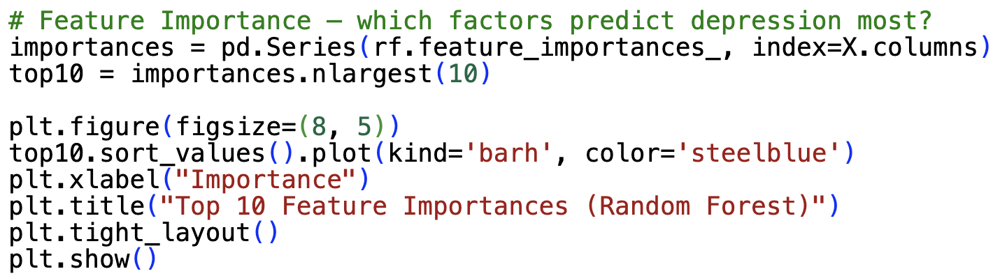 # Feature Importance — which factors predict depression most?
importances = pd.Series(rf.feature_importances_, index=X.columns)
top10 = importances.nlargest(10)
plt.figure(figsize=(8, 5))
top10.sort_values().plot(kind='barh', color='steelblue')
plt.xlabel("Importance")
plt.title("Top 10 Feature Importances (Random Forest)")
plt.tight_layout()
plt.show()